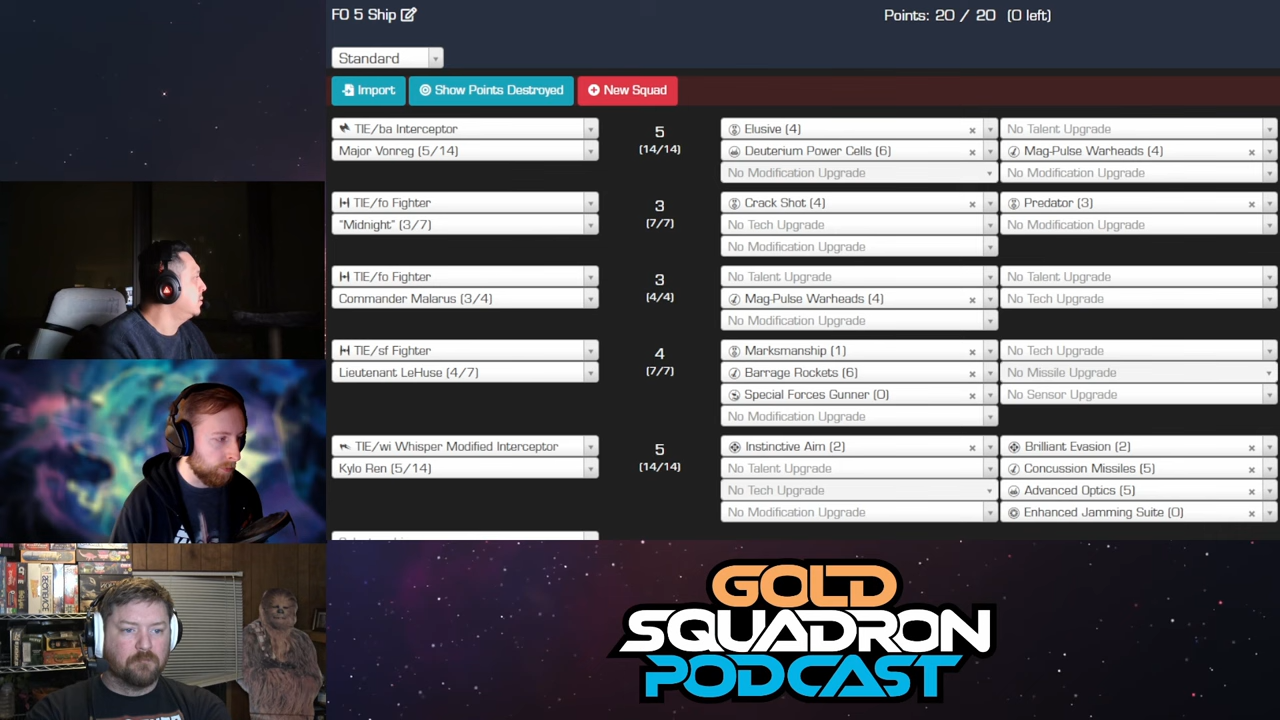 FO 5 Ship
Points: 20 / 20 (0 left)
Standard
Import
Show Points Destroyed
New Squad
TIE/ba Interceptor
Major Vonreg (5/14)
5
(14/14)
Elusive (4)
No Talent Upgrade
Deuterium Power Cells (6)
Mag-Pulse Warheads (4)
No Modification Upgrade
No Modification Upgrade
TIE/fo Fighter
"Midnight" (3/7)
3
(7/7)
Crack Shot (4)
Predator (3)
No Tech Upgrade
No Modification Upgrade
No Modification Upgrade
TIE/fo Fighter
Commander Malarus (3/4)
3
(4/4)
No Talent Upgrade
No Talent Upgrade
Mag-Pulse Warheads (4)
No Tech Upgrade
No Modification Upgrade
TIE/sf Fighter
Lieutenant LeHuse (4/7)
4
(7/7)
Marksmanship (1)
No Tech Upgrade
Barrage Rockets (6)
No Missile Upgrade
Special Forces Gunner (0)
No Sensor Upgrade
No Modification Upgrade
TIE/wi Whisper Modified Interceptor
Kylo Ren (5/14)
5
(14/14)
Instinctive Aim (2)
Brilliant Evasion (2)
No Talent Upgrade
Concussion Missiles (5)
No Tech Upgrade
Advanced Optics (5)
No Modification Upgrade
Enhanced Jamming Suite (0)
GOLD
SQUADRON
PODCAST